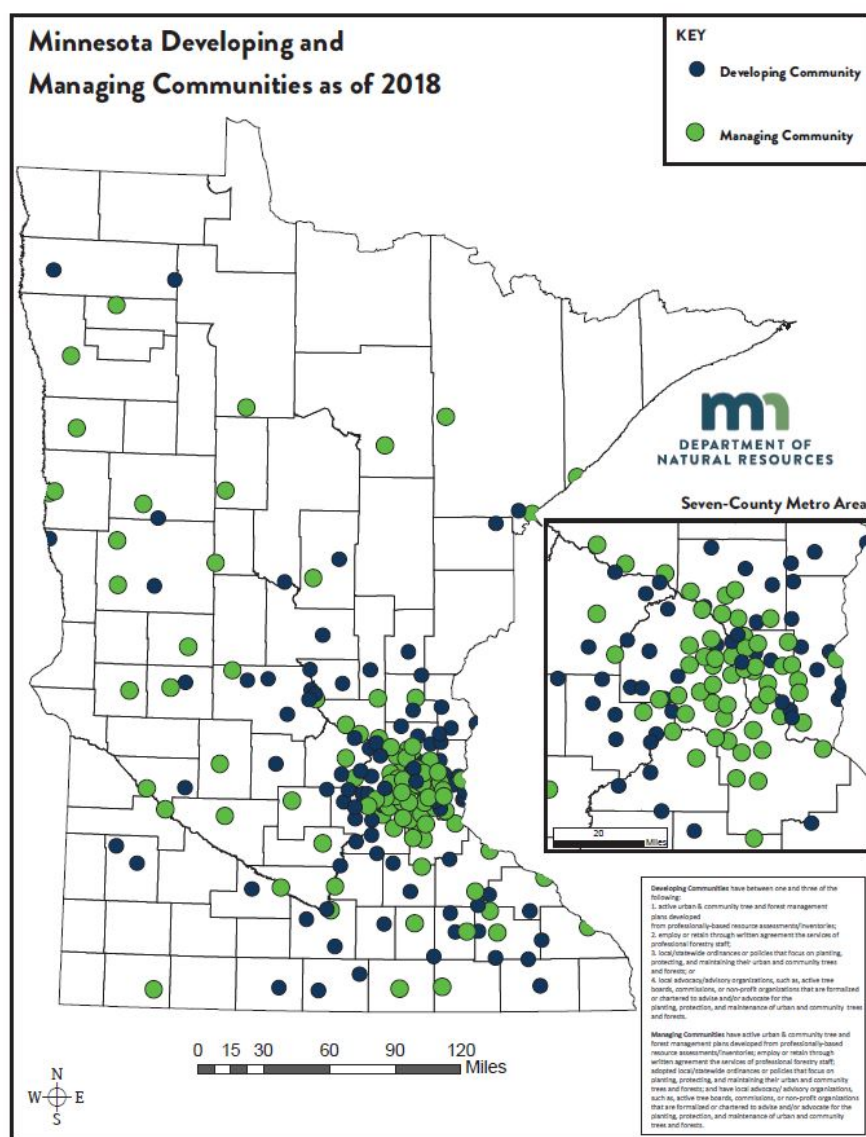 Minnesota Developing and
Managing Communities as of 2018
KEY
Developing Community
Managing Community
mn
DEPARTMENT OF
NATURAL RESOURCES
Seven-County Metro Area
20
Miles
Developing Communities have between one and three of the
following:
1. active urban & community tree and forest management
plans developed
from professionally-based resource assessments/inventories;
2. employ or retain through written agreement the services of
professional forestry staff;
3. local/statewide ordinances or policies that focus on planting,
protecting, and maintaining their urban and community trees
and forests; or
4. local advocacy/advisory organizations, such as, active tree
boards, commissions, or non-profit organizations that are formalized
or chartered to advise and/or advocate for the
planting, protection, and maintenance of urban and community trees
and forests.
Managing Communities have active urban & community tree and
forest management plans developed from professionally-based
resource assessments/inventories; employ or retain through
written agreement the services of professional forestry staff;
adopted local/statewide ordinances or policies that focus on
planting, protecting, and maintaining their urban and community
trees and forests; and have local advocacy/ advisory organizations,
such as, active tree boards, commissions, or non-profit organizations
that are formalized or chartered to advise and/or advocate for the
planting, protection, and maintenance of urban and community
trees and forests.
0 15 30 60 90 120
Miles
N
W E
S